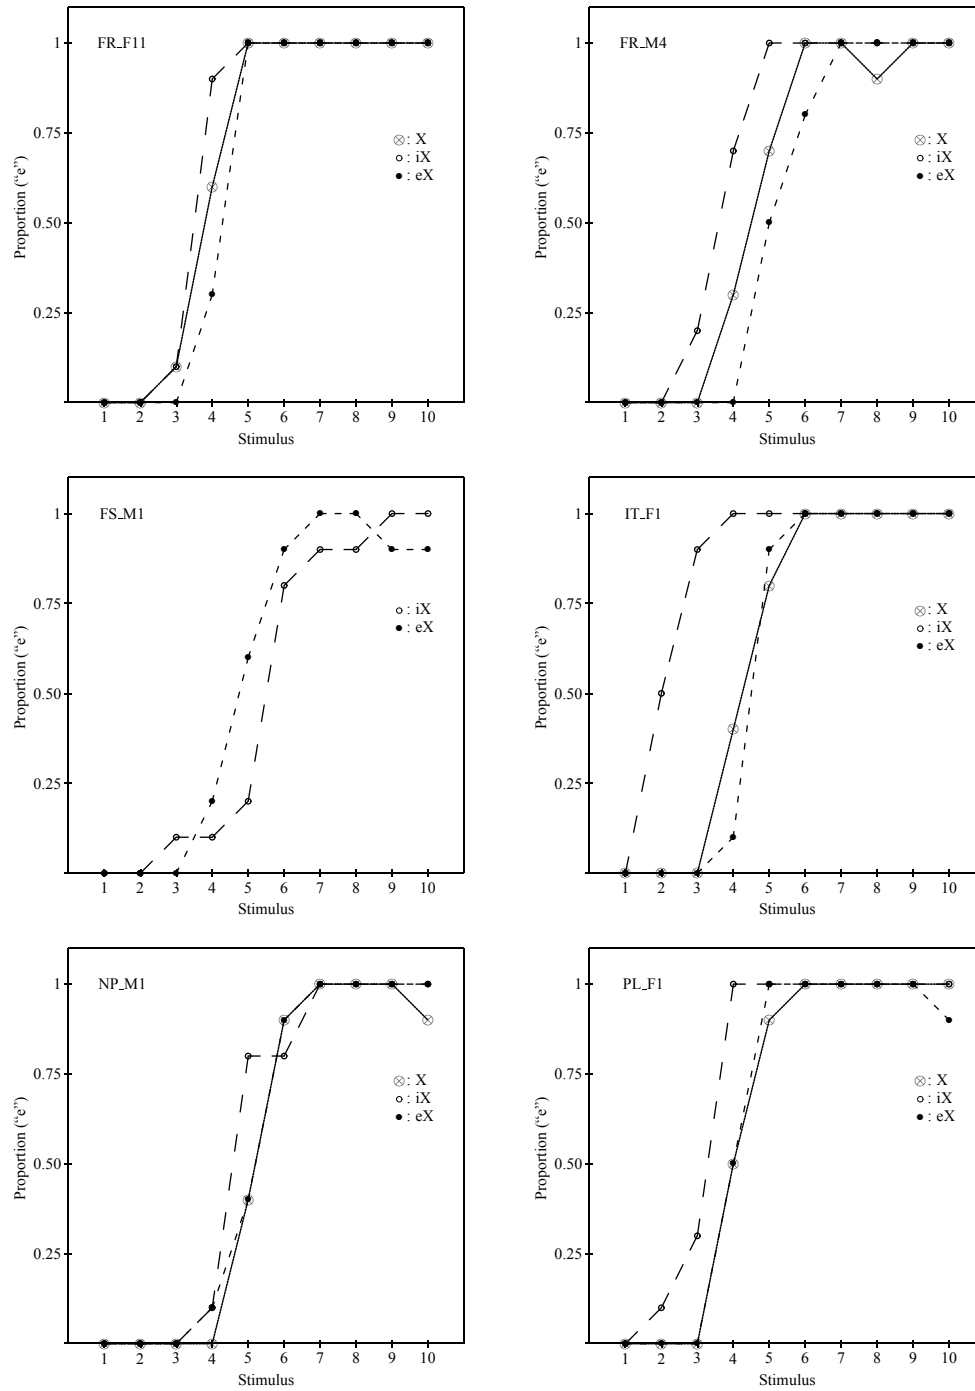 FR_F11
1
0.75
0.50
0.25
Proportion (“e”)
⊗: X
○: iX
●: eX
1 2 3 4 5 6 7 8 9 10
Stimulus
FR_M4
1
0.75
0.50
0.25
Proportion (“e”)
⊗: X
○: iX
●: eX
1 2 3 4 5 6 7 8 9 10
Stimulus
FS_M1
1
0.75
0.50
0.25
Proportion (“e”)
○: iX
●: eX
1 2 3 4 5 6 7 8 9 10
Stimulus
IT_F1
1
0.75
0.50
0.25
Proportion (“e”)
⊗: X
○: iX
●: eX
1 2 3 4 5 6 7 8 9 10
Stimulus
NP_M1
1
0.75
0.50
0.25
Proportion (“e”)
⊗: X
○: iX
●: eX
1 2 3 4 5 6 7 8 9 10
Stimulus
PL_F1
1
0.75
0.50
0.25
Proportion (“e”)
⊗: X
○: iX
●: eX
1 2 3 4 5 6 7 8 9 10
Stimulus